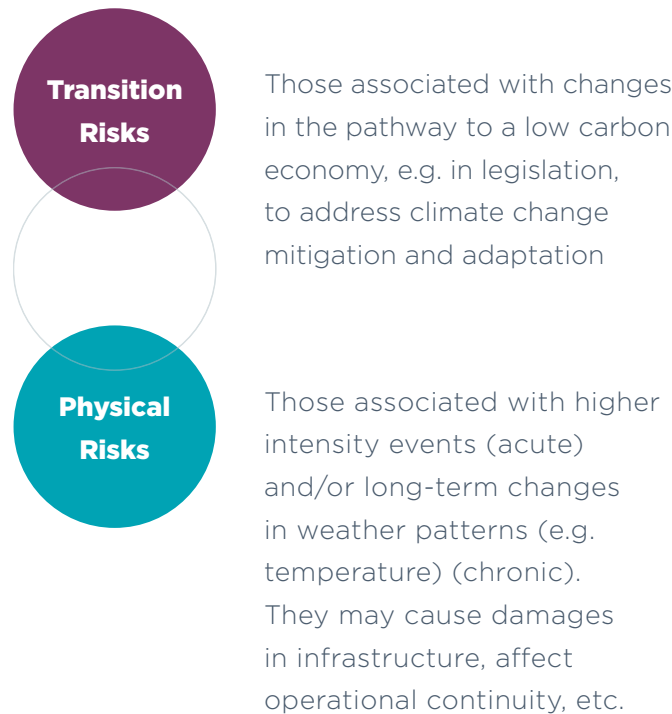 Transition
Risks
Those associated with changes
in the pathway to a low carbon
economy, e.g. in legislation,
to address climate change
mitigation and adaptation
Physical
Risks
Those associated with higher
intensity events (acute)
and/or long-term changes
in weather patterns (e.g.
temperature) (chronic).
They may cause damages
in infrastructure, affect
operational continuity, etc.